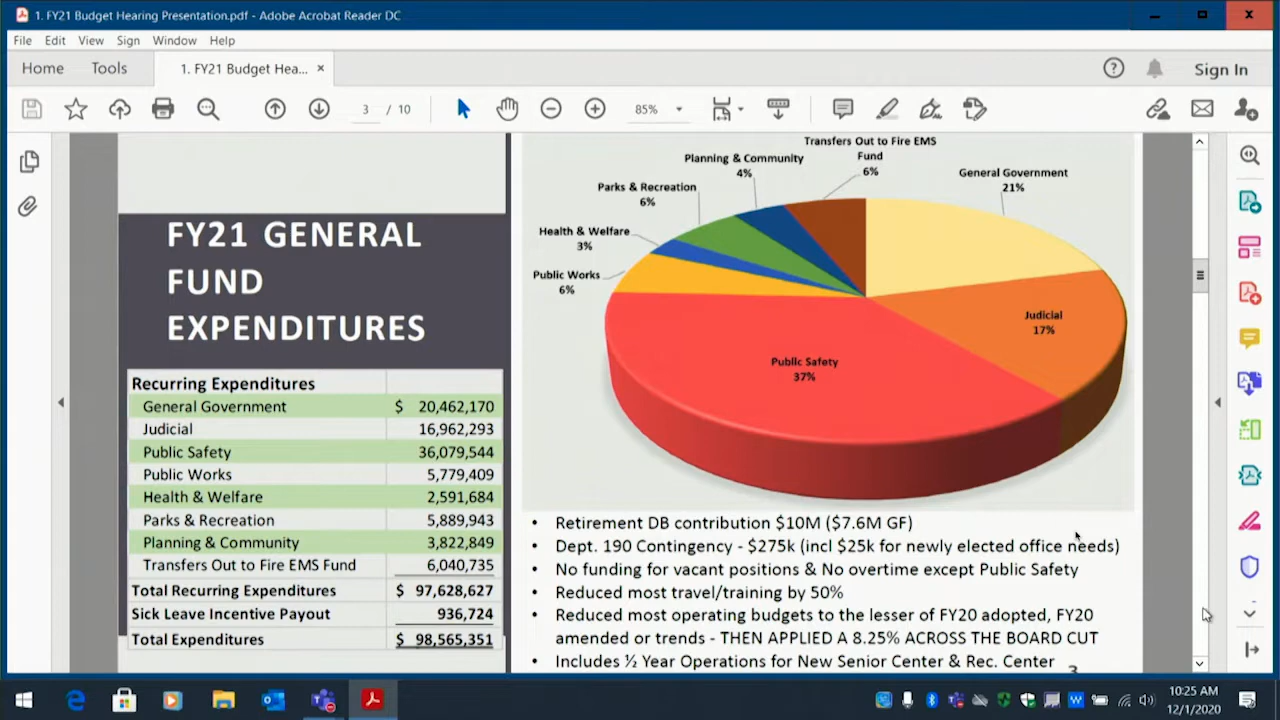 1. FY21 Budget Hearing Presentation.pdf - Adobe Acrobat Reader DC
File Edit View Sign Window Help
Home Tools 1. FY21 Budget Hea... ×
Sign In
3 / 10
85%
FY21 GENERAL
FUND
EXPENDITURES
Recurring Expenditures
General Government $ 20,462,170
Judicial 16,962,293
Public Safety 36,079,544
Public Works 5,779,409
Health & Welfare 2,591,684
Parks & Recreation 5,889,943
Planning & Community 3,822,849
Transfers Out to Fire EMS Fund 6,040,735
Total Recurring Expenditures $ 97,628,627
Sick Leave Incentive Payout 936,724
Total Expenditures $ 98,565,351
Transfers Out to Fire EMS
Fund
6%
Planning & Community
4%
General Government
21%
Parks & Recreation
6%
Health & Welfare
3%
Public Works
6%
Judicial
17%
Public Safety
37%
• Retirement DB contribution $10M ($7.6M GF)
• Dept. 190 Contingency - $275k (incl $25k for newly elected office needs)
• No funding for vacant positions & No overtime except Public Safety
• Reduced most travel/training by 50%
• Reduced most operating budgets to the lesser of FY20 adopted, FY20
amended or trends - THEN APPLIED A 8.25% ACROSS THE BOARD CUT
• Includes ½ Year Operations for New Senior Center & Rec. Center
3
10:25 AM
12/1/2020